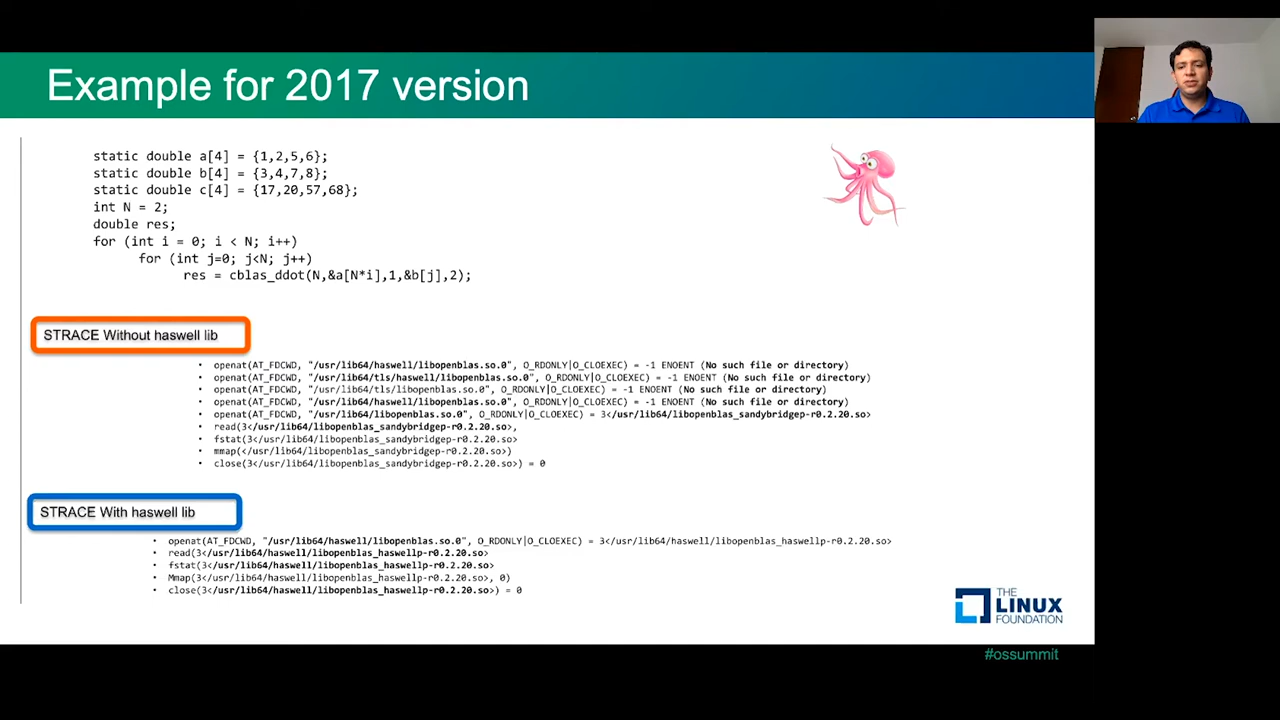 Example for 2017 version
static double a[4] = {1,2,5,6};
static double b[4] = {3,4,7,8};
static double c[4] = {17,20,57,68};
int N = 2;
double res;
for (int i = 0; i < N; i++)
for (int j=0; j<N; j++)
res = cblas_ddot(N,&a[N*i],1,&b[j],2);
STRACE Without haswell lib
• openat(AT_FDCWD, "/usr/lib64/haswell/libopenblas.so.0", O_RDONLY|O_CLOEXEC) = -1 ENOENT (No such file or directory)
• openat(AT_FDCWD, "/usr/lib64/tls/haswell/libopenblas.so.0, O_RDONLY|O_CLOEXEC) = -1 ENOENT (No such file or directory)
• openat(AT_FDCWD, "/usr/lib64/tls/libopenblas.so.0", O_RDONLY|O_CLOEXEC) = -1 ENOENT (No such file or directory)
• openat(AT_FDCWD, "/usr/lib64/haswell/libopenblas.so.0", O_RDONLY|O_CLOEXEC) = -1 ENOENT (No such file or directory)
• openat(AT_FDCWD, "/usr/lib64/libopenblas.so.0", O_RDONLY|O_CLOEXEC) = 3</usr/lib64/libopenblas_sandybridgep-r0.2.20.so>
• read(3</usr/lib64/libopenblas_sandybridgep-r0.2.20.so>,
• fstat(3</usr/lib64/libopenblas_sandybridgep-r0.2.20.so>
• mmap(</usr/lib64/libopenblas_sandybridgep-r0.2.20.so>)
• close(3</usr/lib64/libopenblas_sandybridgep-r0.2.20.so>) = 0
STRACE With haswell lib
• openat(AT_FDCWD, "/usr/lib64/haswell/libopenblas.so.0", O_RDONLY|O_CLOEXEC) = 3</usr/lib64/haswell/libopenblas_haswellp-r0.2.20.so>
• read(3</usr/lib64/haswell/libopenblas_haswellp-r0.2.20.so>
• fstat(3</usr/lib64/haswell/libopenblas_haswellp-r0.2.20.so>
• Mmap(3</usr/lib64/haswell/libopenblas_haswellp-r0.2.20.so>, 0)
• close(3</usr/lib64/haswell/libopenblas_haswellp-r0.2.20.so>) = 0
THE
LINUX
FOUNDATION
#ossummit